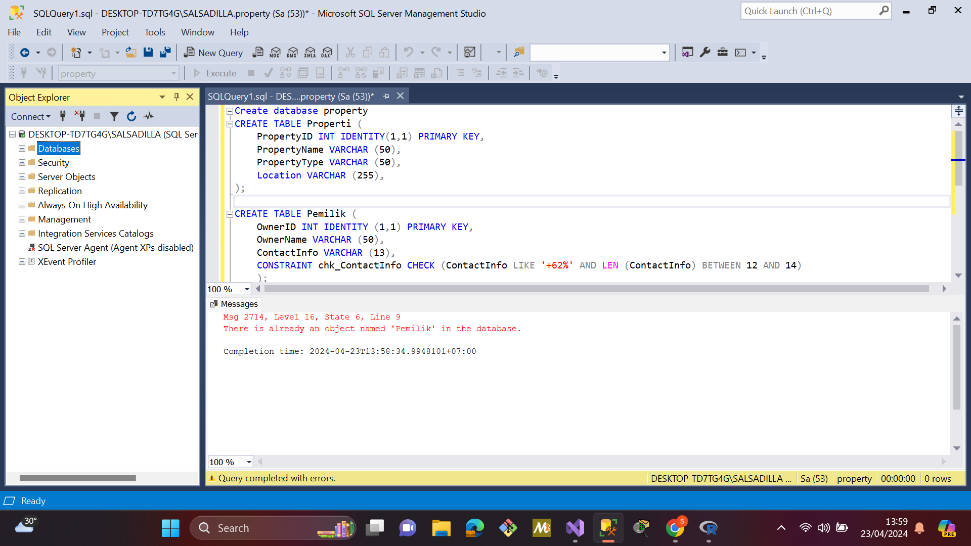 SQLQuery1.sql - DESKTOP-TD7TG4G\SALSADILLA.property (Sa (53))* - Microsoft SQL Server Management Studio
Quick Launch (Ctrl+Q)
File Edit View Project Tools Window Help
New Query
MDX DMX XMLA DAX
property
Execute
Object Explorer
Connect
DESKTOP-TD7TG4G\SALSADILLA (SQL Ser
Databases
Security
Server Objects
Replication
Always On High Availability
Management
Integration Services Catalogs
SQL Server Agent (Agent XPs disabled)
XEvent Profiler
SQLQuery1.sql - DES....property (Sa (53))*
Create database property
CREATE TABLE Properti (
PropertyID INT IDENTITY(1,1) PRIMARY KEY,
PropertyName VARCHAR (50),
PropertyType VARCHAR (50),
Location VARCHAR (255),
);
CREATE TABLE Pemilik (
OwnerID INT IDENTITY (1,1) PRIMARY KEY,
OwnerName VARCHAR (50),
ContactInfo VARCHAR (13),
CONSTRAINT chk_ContactInfo CHECK (ContactInfo LIKE '+62%' AND LEN (ContactInfo) BETWEEN 12 AND 14)
);
100 %
Messages
Msg 2714, Level 16, State 6, Line 9
There is already an object named 'Pemilik' in the database.
Completion time: 2024-04-23T13:58:34.9948101+07:00
100 %
Query completed with errors.
DESKTOP-TD7TG4G\SALSADILLA ... Sa (53) property 00:00:00 0 rows
Ready
30°
Search
8
13:59
23/04/2024
PRE